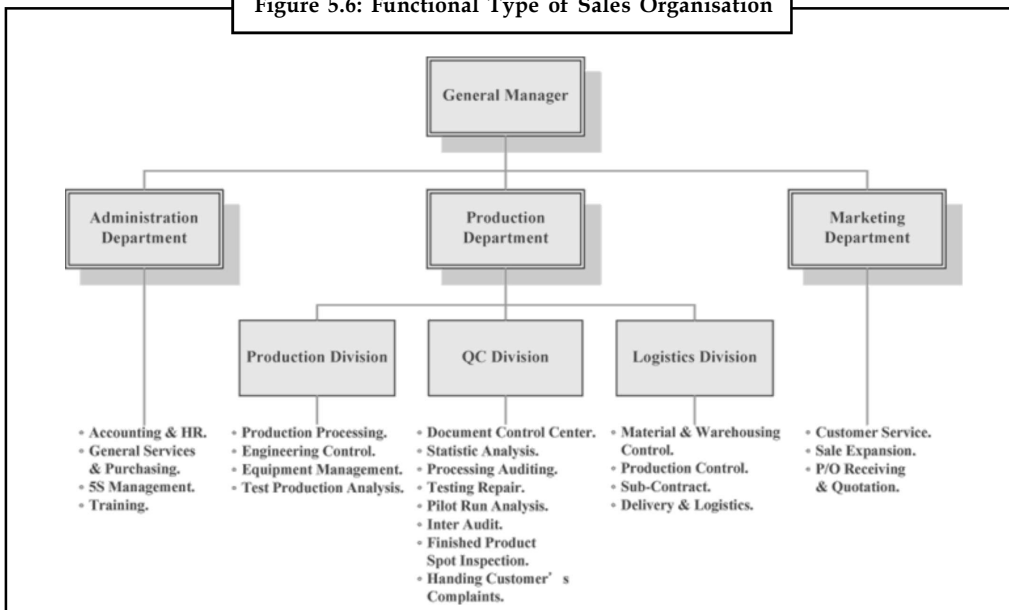 Figure 5.6: Functional Type of Sales Organisation
General Manager
Administration
Department
Production
Department
Marketing
Department
Production Division
QC Division
Logistics Division
• Accounting & HR.
• General Services
& Purchasing.
• 5S Management.
• Training.
• Production Processing.
• Engineering Control.
• Equipment Management.
• Test Production Analysis.
• Document Control Center.
• Statistic Analysis.
• Processing Auditing.
• Testing Repair.
• Pilot Run Analysis.
• Inter Audit.
• Finished Product
Spot Inspection.
• Handing Customer's
Complaints.
• Material & Warehousing
Control.
• Production Control.
• Sub-Contract.
• Delivery & Logistics.
• Customer Service.
• Sale Expansion.
• P/O Receiving
& Quotation.